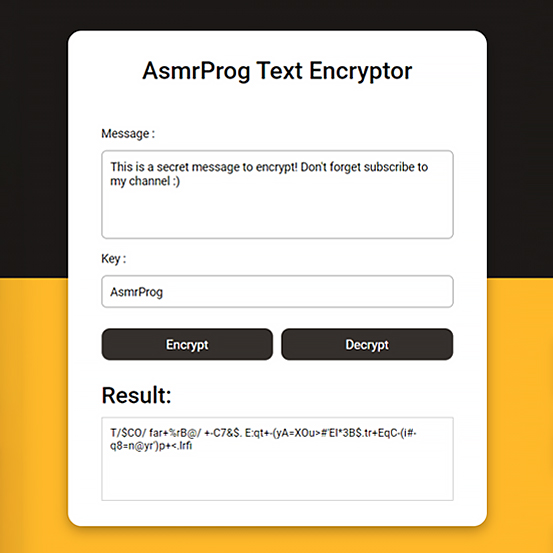 AsmrProg Text Encryptor
Message :
This is a secret message to encrypt! Don't forget subscribe to
my channel :)
Key :
AsmrProg
Encrypt
Decrypt
Result:
T/$CO/ far+%rB@/ +-C7&$. E:qt+-(yA=XOu>#'EI*3B$.tr+EqC-(i#-
q8=n@yr')p+<.lrfi